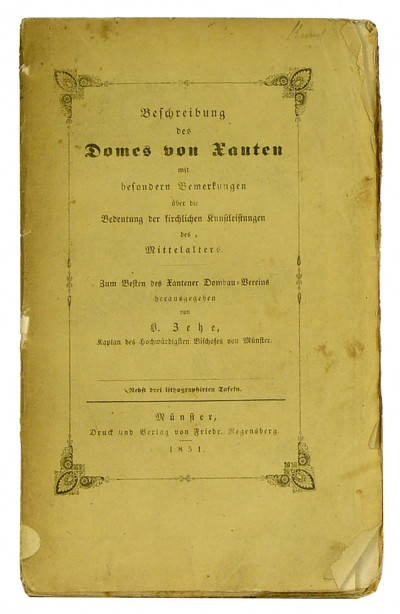 Beschreibung
des
Domes von Xanten
mit
besondern Bemerkungen
über die
Bedeutung der kirchlichen Kunstleistungen
des
Mittelalters.
Zum Besten des Xantener Dombau-Vereins
herausgegeben
von
B. Zehe,
Kaplan des Hochwürdigsten Bischofes von Münster.
Nebst drei lithographirten Tafeln.
Münster,
Druck und Verlag von Friedr. Regensberg.
1851.